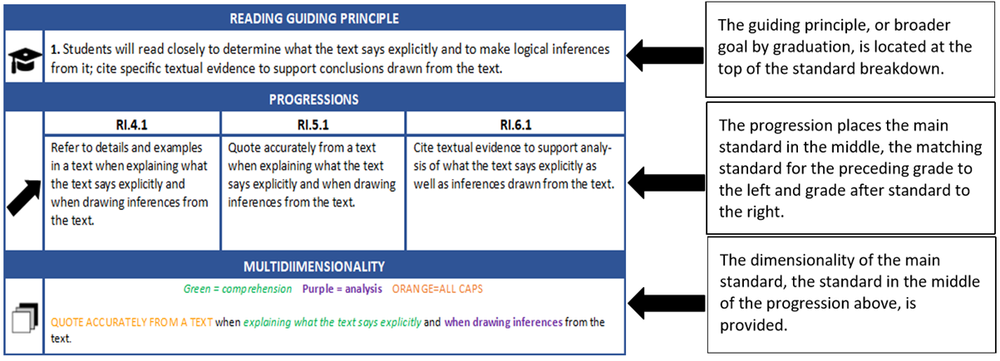 READING GUIDING PRINCIPLE
1. Students will read closely to determine what the text says explicitly and to make logical inferences
from it; cite specific textual evidence to support conclusions drawn from the text.
PROGRESSIONS
RI.4.1
Refer to details and examples
in a text when explaining what
the text says explicitly and
when drawing inferences from
the text.
RI.5.1
Quote accurately from a text
when explaining what the text
says explicitly and when drawing
inferences from the text.
RI.6.1
Cite textual evidence to support analy-
sis of what the text says explicitly as
well as inferences drawn from the text.
MULTIDIIMENSIONALITY
Green = comprehension Purple = analysis ORANGE=ALL CAPS
QUOTE ACCURATELY FROM A TEXT when explaining what the text says explicitly and when drawing inferences from the
text.
The guiding principle, or broader
goal by graduation, is located at the
top of the standard breakdown.
The progression places the main
standard in the middle, the matching
standard for the preceding grade to
the left and grade after standard to
the right.
The dimensionality of the main
standard, the standard in the middle
of the progression above, is
provided.